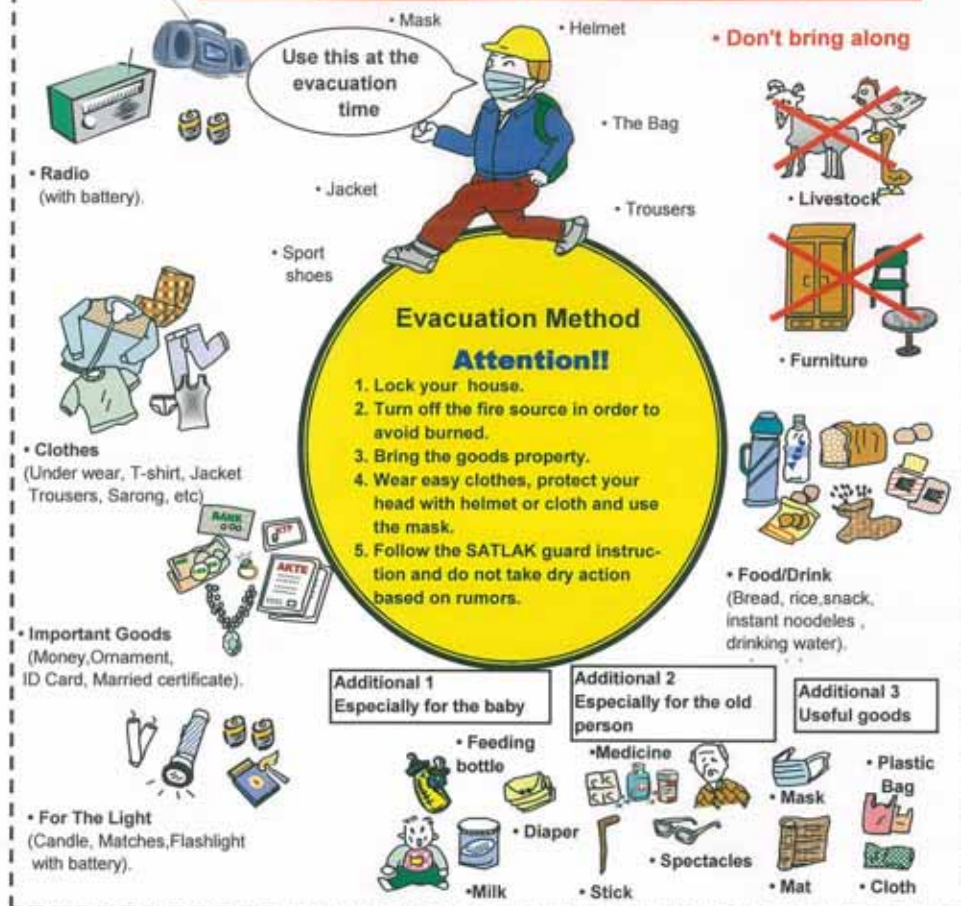 • Mask
• Helmet
Use this at the
evacuation
time
• Don't bring along
• The Bag
• Radio
(with battery).
• Jacket
• Trousers
• Livestock
• Sport
shoes
• Furniture
Evacuation Method
Attention!!
1. Lock your house.
2. Turn off the fire source in order to
avoid burned.
3. Bring the goods property.
4. Wear easy clothes, protect your
head with helmet or cloth and use
the mask.
5. Follow the SATLAK guard instruc-
tion and do not take dry action
based on rumors.
• Clothes
(Under wear, T-shirt, Jacket
Trousers, Sarong, etc)
BANK
KTP
AKTE
• Important Goods
(Money,Ornament,
ID Card, Married certificate).
• For The Light
(Candle, Matches,Flashlight
with battery).
• Food/Drink
(Bread, rice,snack,
instant noodeles ,
drinking water).
Additional 1
Especially for the baby
• Feeding
bottle
• Diaper
•Milk
Additional 2
Especially for the old
person
•Medicine
• Spectacles
• Stick
Additional 3
Useful goods
• Mask
• Plastic
Bag
• Mat
• Cloth